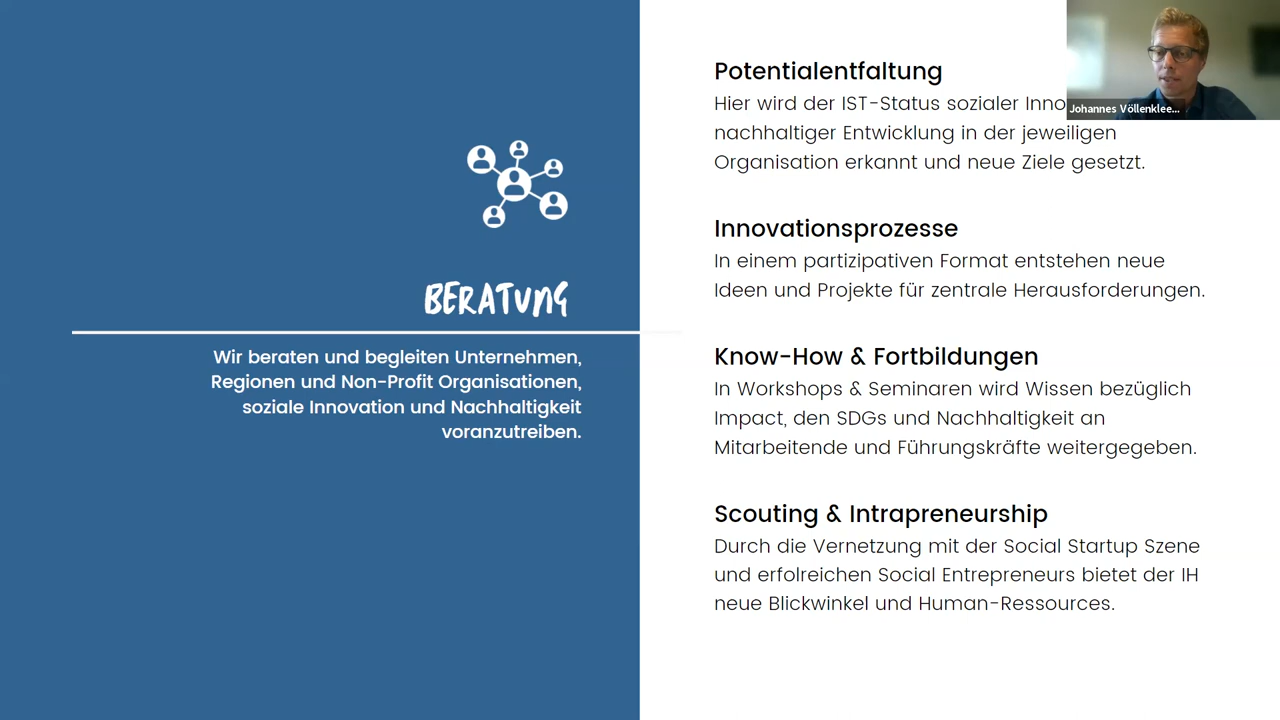 BERATUNG
Wir beraten und begleiten Unternehmen,
Regionen und Non-Profit Organisationen,
soziale Innovation und Nachhaltigkeit
voranzutreiben.
Potentialentfaltung
Hier wird der IST-Status sozialer Inno
nachhaltiger Entwicklung in der jeweiligen
Organisation erkannt und neue Ziele gesetzt.
Innovationsprozesse
In einem partizipativen Format entstehen neue
Ideen und Projekte für zentrale Herausforderungen.
Know-How & Fortbildungen
In Workshops & Seminaren wird Wissen bezüglich
Impact, den SDGs und Nachhaltigkeit an
Mitarbeitende und Führungskräfte weitergegeben.
Scouting & Intrapreneurship
Durch die Vernetzung mit der Social Startup Szene
und erfolreichen Social Entrepreneurs bietet der IH
neue Blickwinkel und Human-Ressources.
Johannes Völlenklee...